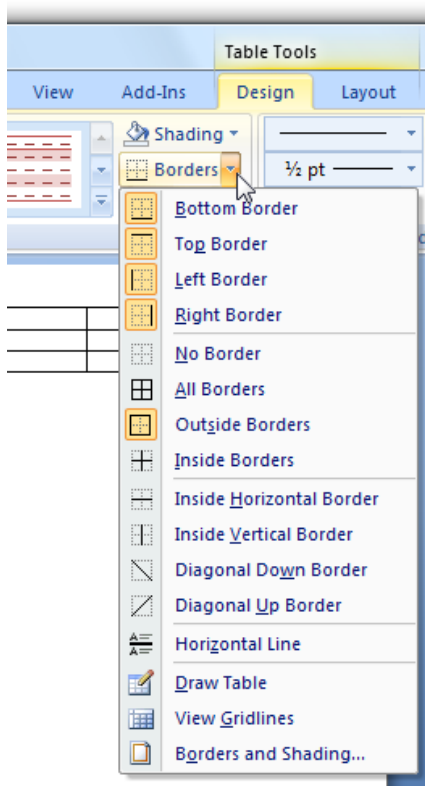 Table Tools
View Add-Ins Design Layout
Shading
Borders ½ pt
Bottom Border
Top Border
Left Border
Right Border
No Border
All Borders
Outside Borders
Inside Borders
Inside Horizontal Border
Inside Vertical Border
Diagonal Down Border
Diagonal Up Border
Horizontal Line
Draw Table
View Gridlines
Borders and Shading...